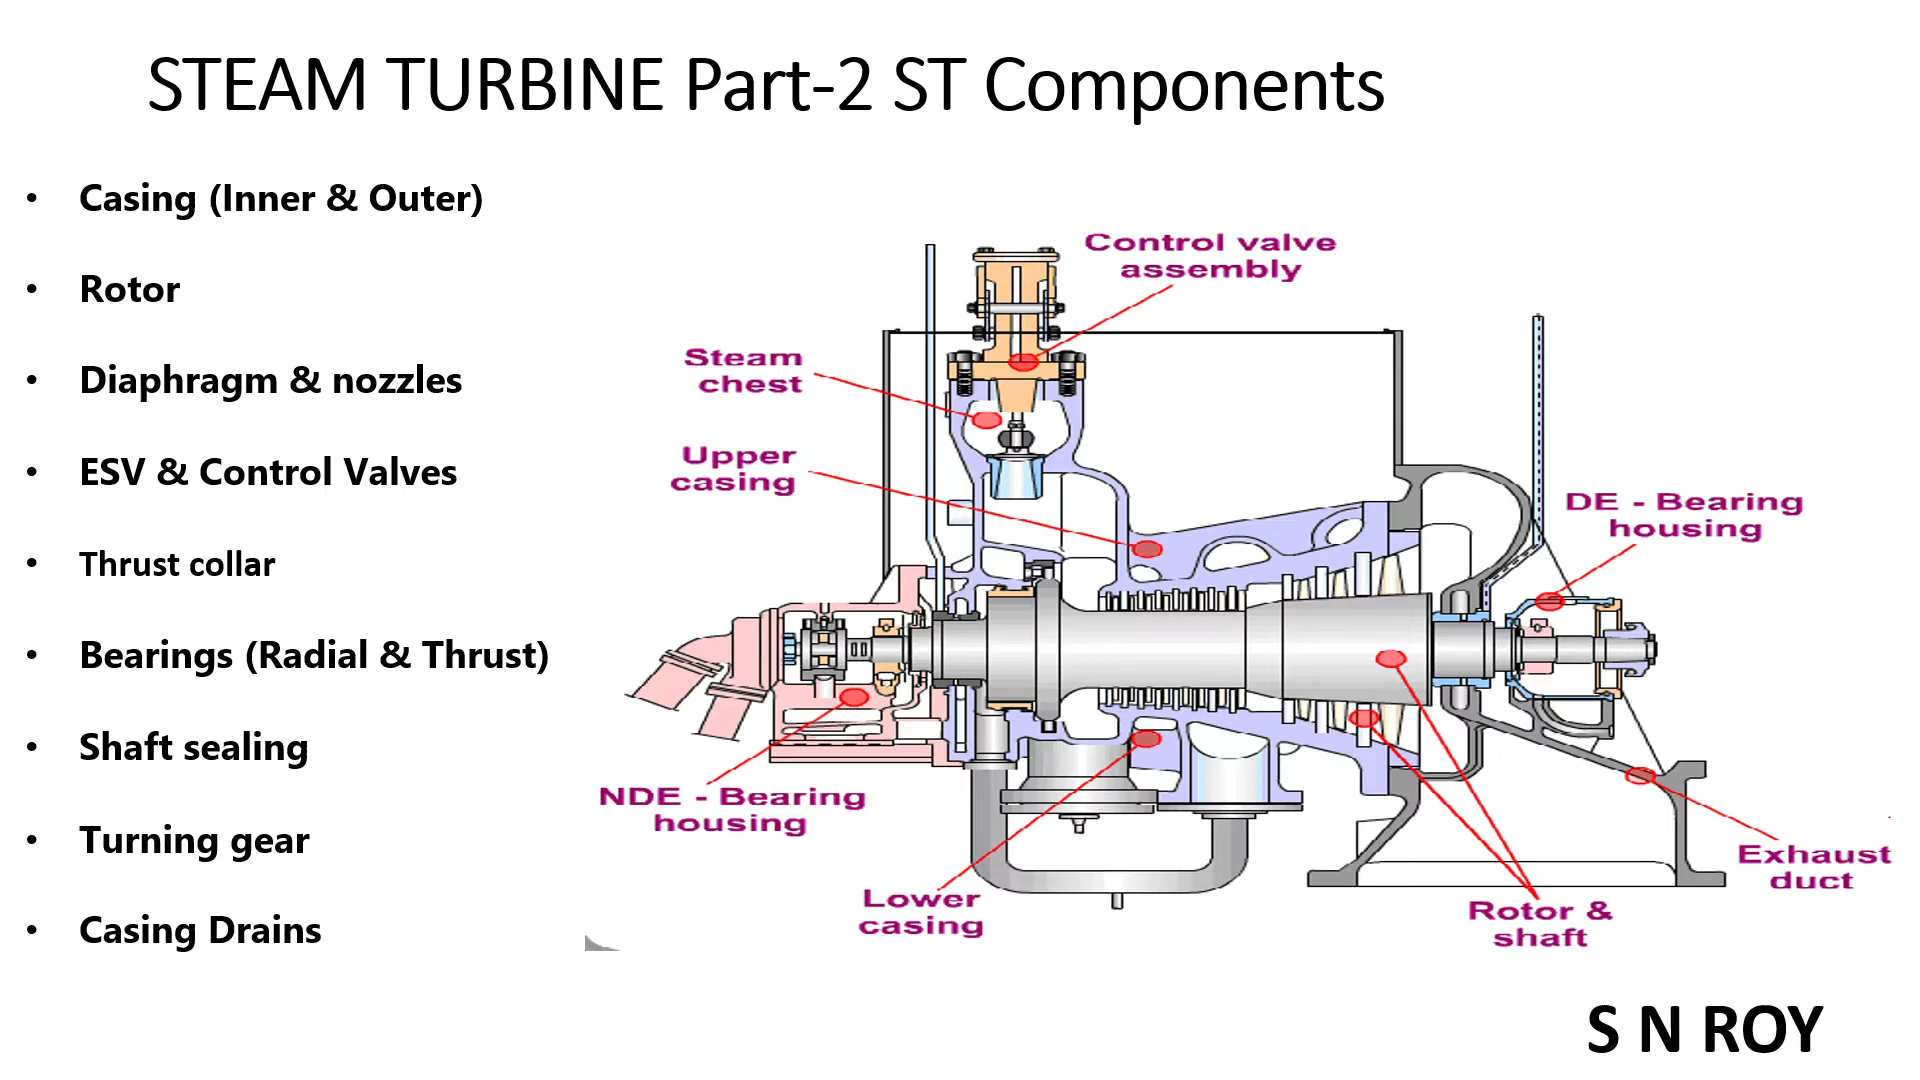 STEAM TURBINE Part-2 ST Components
• Casing (Inner & Outer)
• Rotor
• Diaphragm & nozzles
• ESV & Control Valves
• Thrust collar
• Bearings (Radial & Thrust)
• Shaft sealing
• Turning gear
• Casing Drains
Control valve
assembly
Steam
chest
Upper
casing
DE - Bearing
housing
NDE - Bearing
housing
Lower
casing
Exhaust
duct
Rotor &
shaft
S N ROY